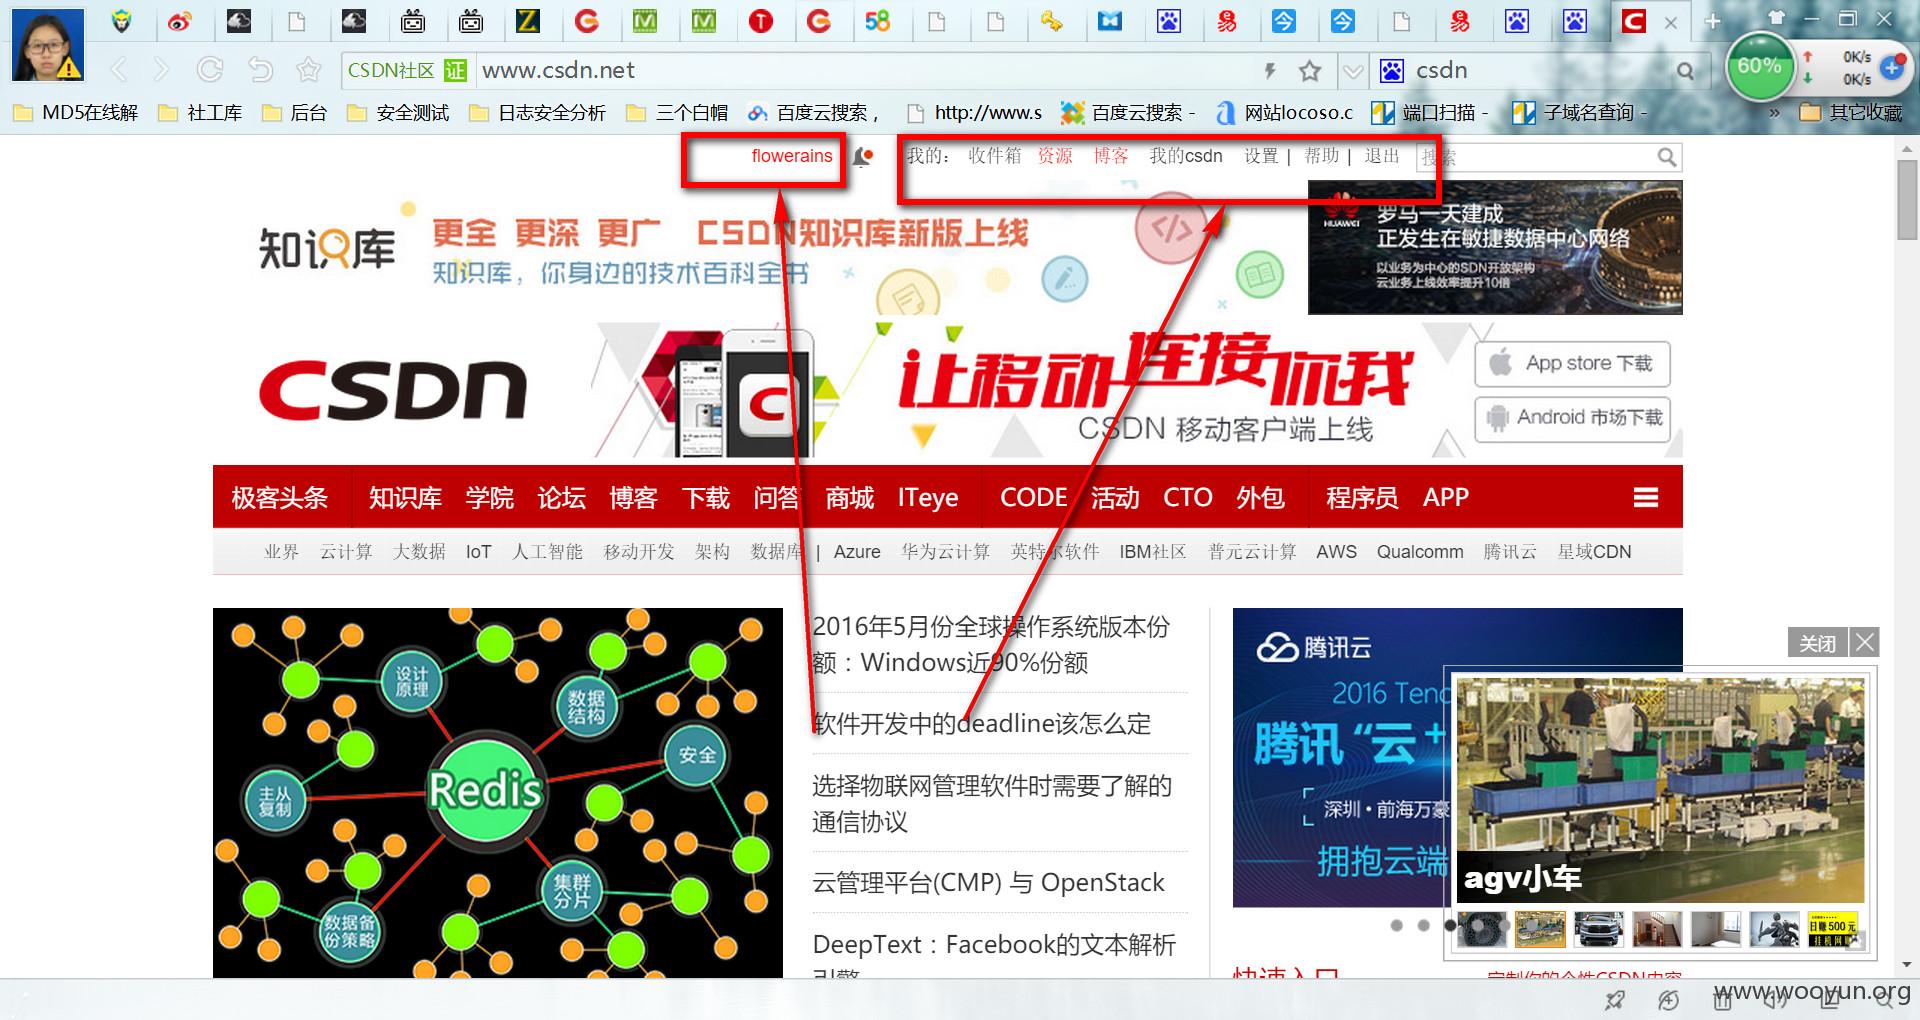 58
CSDN社区 证 www.csdn.net
csdn
60%
0K/s
0K/s
MD5在线解 社工库 后台 安全测试 日志安全分析 三个白帽 百度云搜索， http://www.s 百度云搜索 - 网站locoso.c 端口扫描 - 子域名查询 - » 其它收藏
flowerains
我的： 收件箱 资源 博客 我的csdn 设置 | 帮助 | 退出 搜索
知识库
更全 更深 更广 CSDN知识库新版上线
知识库，你身边的技术百科全书
HUAWEI
罗马一天建成
正发生在敏捷数据中心网络
以业务为中心的SDN开放架构
云业务上线效率提升10倍
CSDN
让移动连接你我
CSDN 移动客户端上线
App store 下载
Android 市场下载
极客头条 知识库 学院 论坛 博客 下载 问答 商城 ITeye CODE 活动 CTO 外包 程序员 APP
业界 云计算 大数据 IoT 人工智能 移动开发 架构 数据库 | Azure 华为云计算 英特尔软件 IBM社区 普元云计算 AWS Qualcomm 腾讯云 星域CDN
Redis
设计原理
数据结构
安全
主从复制
集群分片
数据备份策略
2016年5月份全球操作系统版本份
额：Windows近90%份额
软件开发中的deadline该怎么定
选择物联网管理软件时需要了解的
通信协议
云管理平台(CMP) 与 OpenStack
DeepText：Facebook的文本解析
引擎
腾讯云
2016 Tenc
腾讯“云+
深圳·前海万豪
拥抱云端
关闭
agv小车
日赚500元
快速入口
定制你的个性CSDN内容
www.wooyun.org